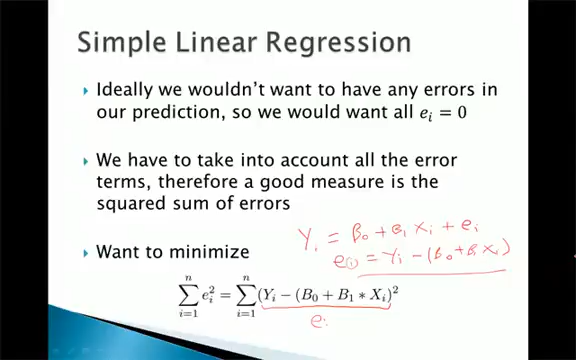 Simple Linear Regression
Ideally we wouldn't want to have any errors in
our prediction, so we would want all e_i = 0
We have to take into account all the error
terms, therefore a good measure is the
squared sum of errors
Y_i = B_0 + B_1 X_i + e_i
e_i = Y_i − (B_0 + B_1 X_i)
Want to minimize
∑_{i=1}^{n} e_i^2 = ∑_{i=1}^{n} (Y_i − (B_0 + B_1 * X_i)^2
e_i